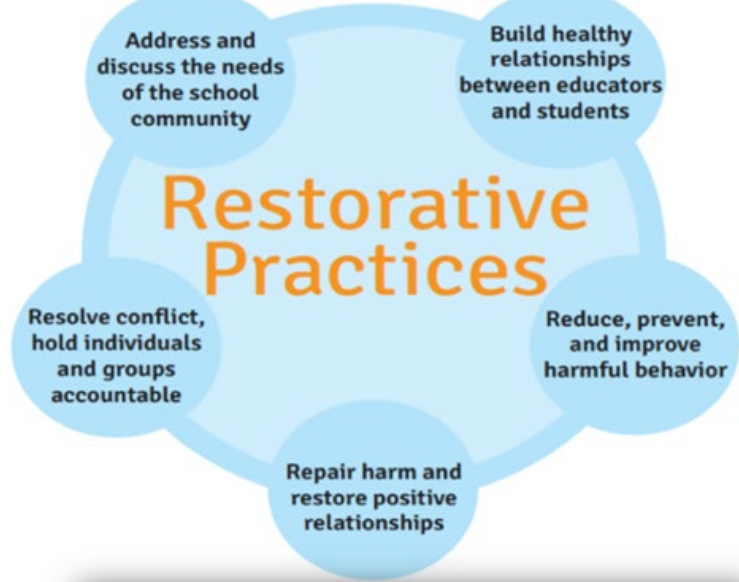 Address and
discuss the needs
of the school
community
Build healthy
relationships
between educators
and students
Restorative
Practices
Resolve conflict,
hold individuals
and groups
accountable
Reduce, prevent,
and improve
harmful behavior
Repair harm and
restore positive
relationships